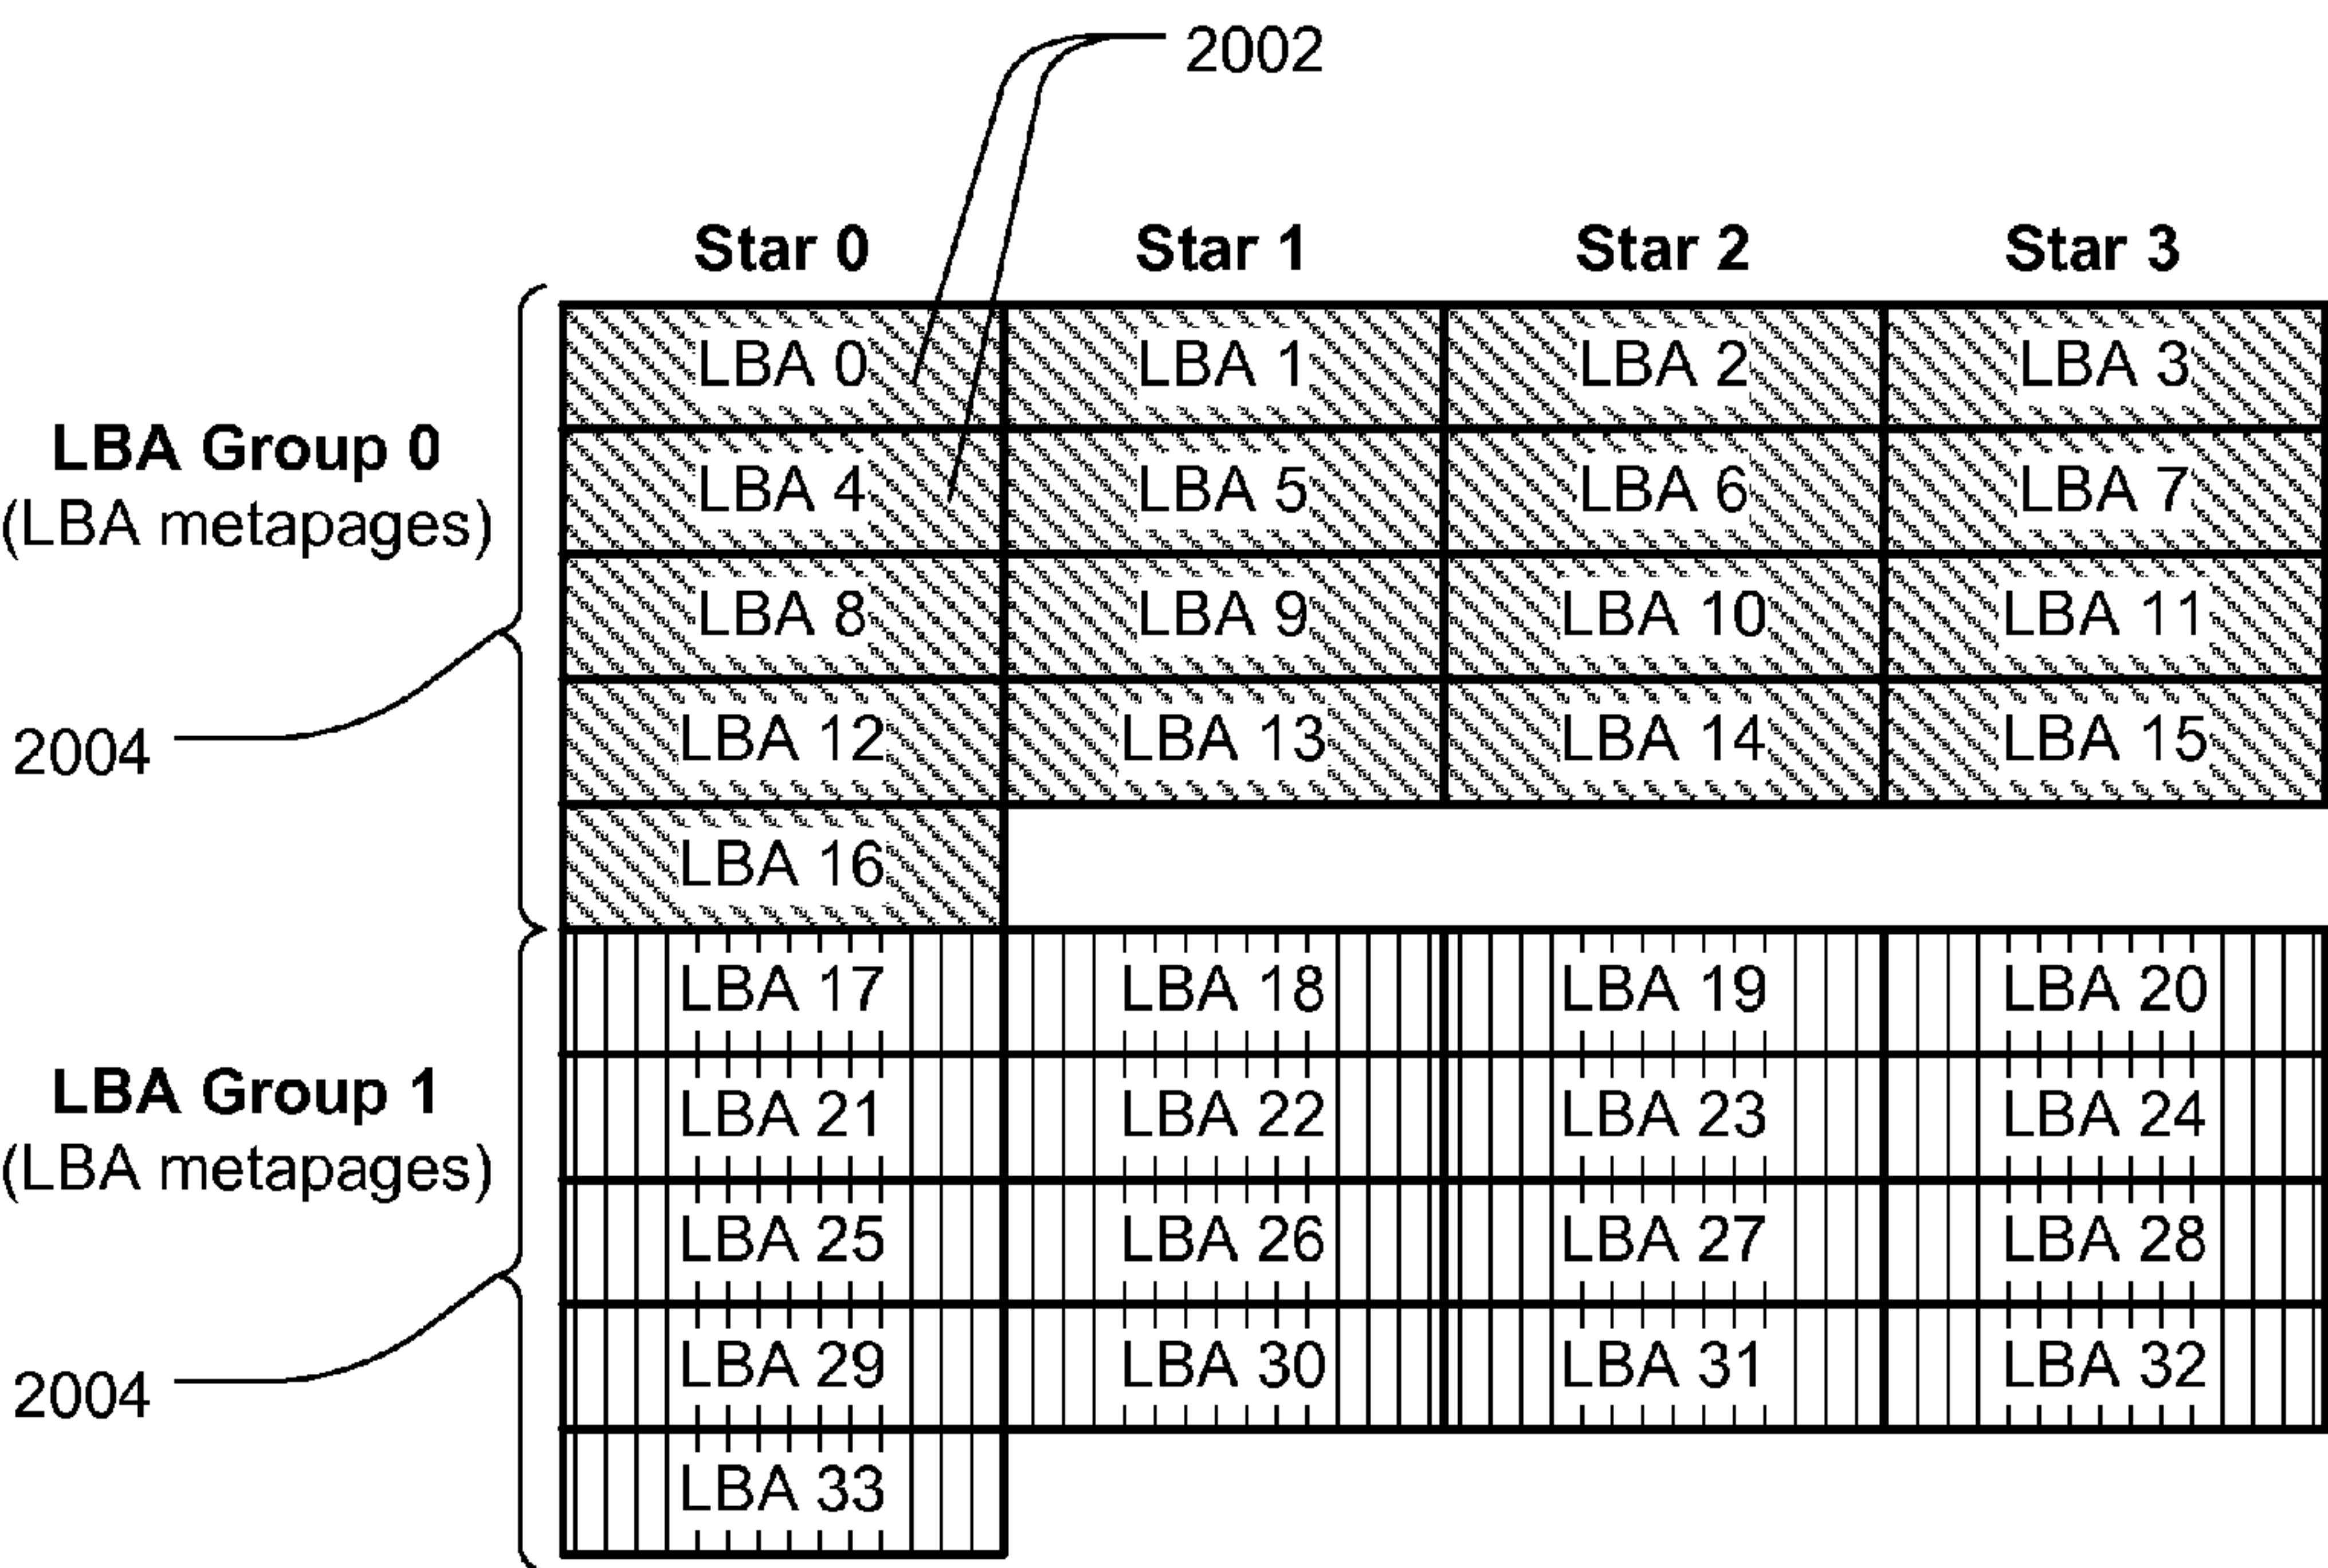 2002
Star 0 Star 1 Star 2 Star 3
LBA 0 LBA 1 LBA 2 LBA 3
LBA Group 0
(LBA metapages)
LBA 4 LBA 5 LBA 6 LBA 7
LBA 8 LBA 9 LBA 10 LBA 11
2004
LBA 12 LBA 13 LBA 14 LBA 15
LBA 16
LBA 17 LBA 18 LBA 19 LBA 20
LBA Group 1
(LBA metapages)
LBA 21 LBA 22 LBA 23 LBA 24
LBA 25 LBA 26 LBA 27 LBA 28
2004
LBA 29 LBA 30 LBA 31 LBA 32
LBA 33